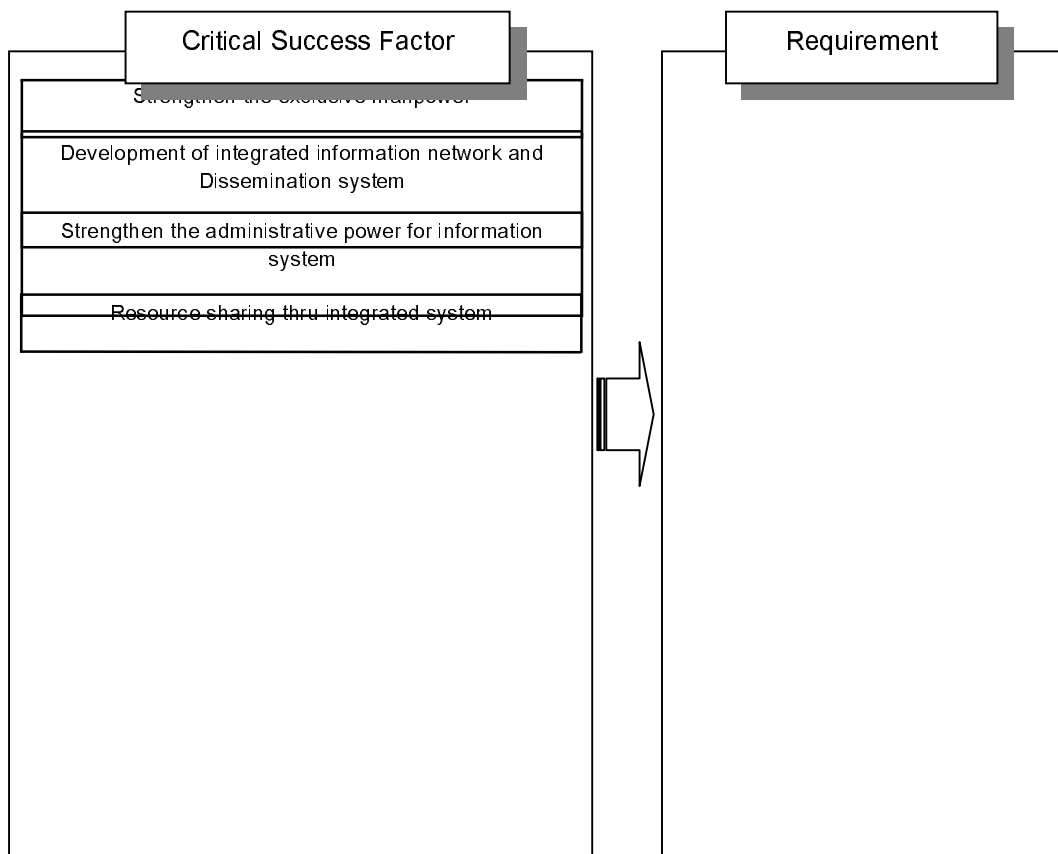 Critical Success Factor
Requirement
Strengthen the exclusive manpower
Development of integrated information network and
Dissemination system
Strengthen the administrative power for information
system
Resource sharing thru integrated system